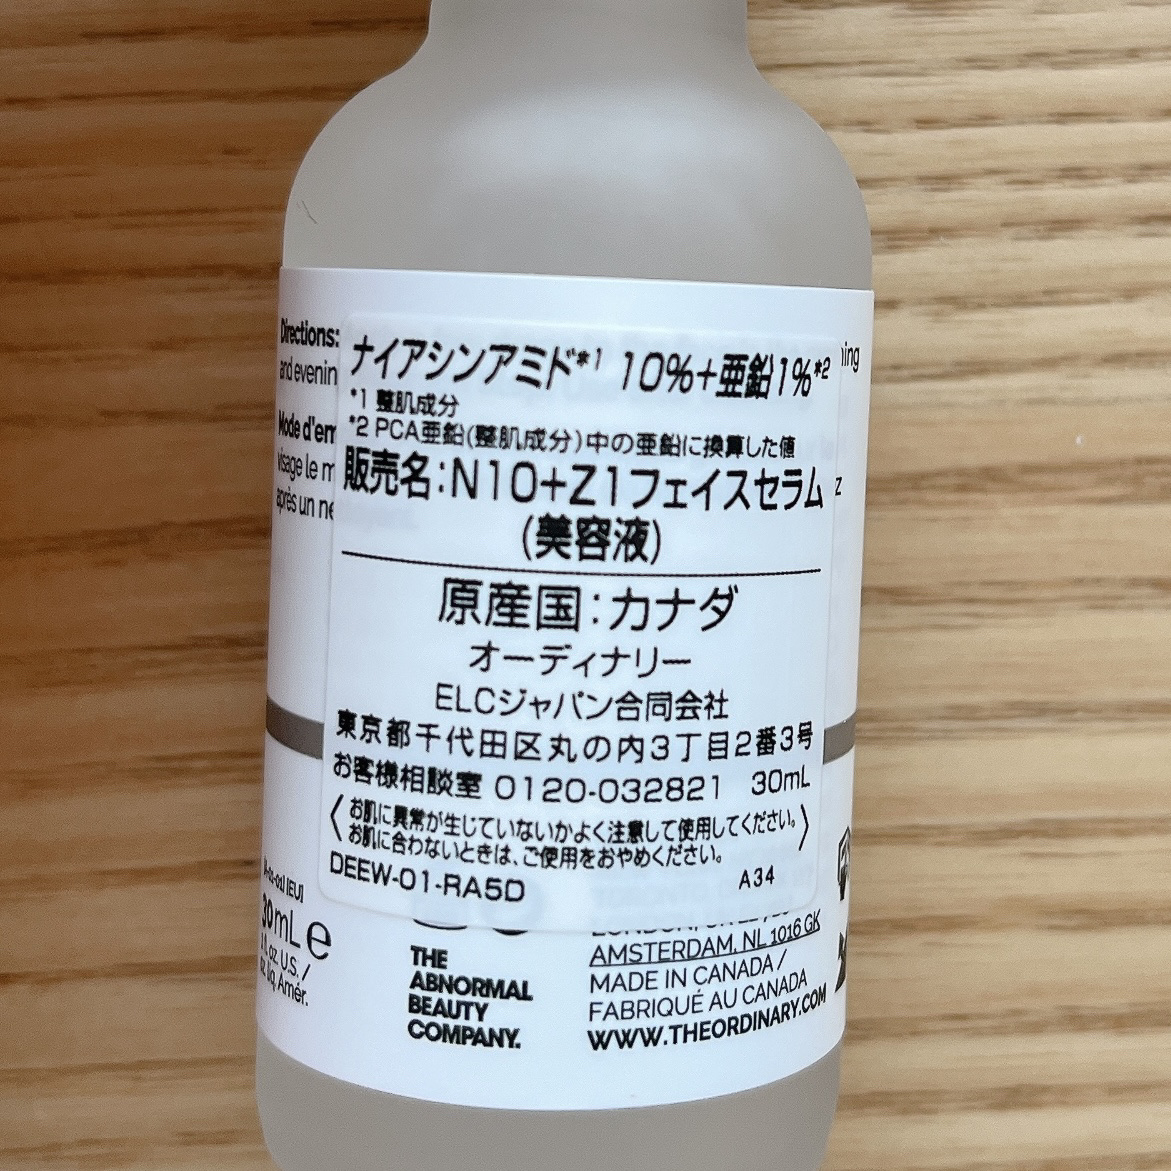 Directions:
and evenin
Mode d'em
visage le m
après un ne
ning
z
ナイアシンアミド*1 10%+亜鉛1%*2
*1 整肌成分
*2 PCA亜鉛(整肌成分)中の亜鉛に換算した値
販売名:N10+Z1フェイスセラム
(美容液)
原産国:カナダ
オーディナリー
ELCジャパン合同会社
東京都千代田区丸の内3丁目2番3号
お客様相談室 0120-032821 30mL
〈お肌に異常が生じていないかよく注意して使用してください。
お肌に合わないときは、ご使用をおやめください。〉
DEEW-01-RA5D A34
30mL e
fl. oz. U.S. /
oz. liq. Amér.
THE
ABNORMAL
BEAUTY
COMPANY.
AMSTERDAM, NL 1016 GK
MADE IN CANADA /
FABRIQUÉ AU CANADA
WWW.THEORDINARY.COM